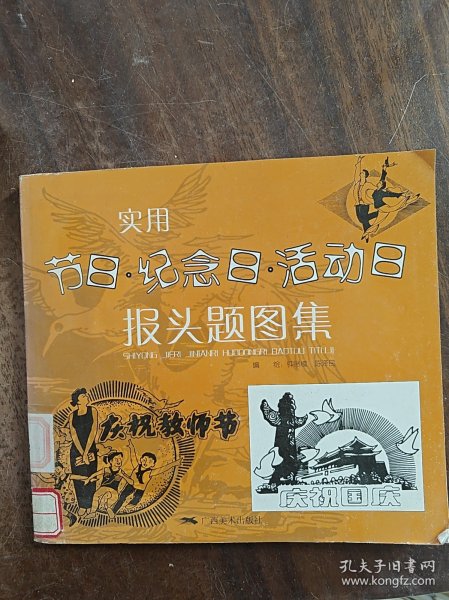 实用
节日·纪念日·活动日
报头题图集
SHIYONG JIERI JINIANRI HUODONGRI BAOTOU TITUJI
编 绘
庆祝教师节
庆祝国庆
广西美术出版社
孔夫子旧书网
www.kongfz.com